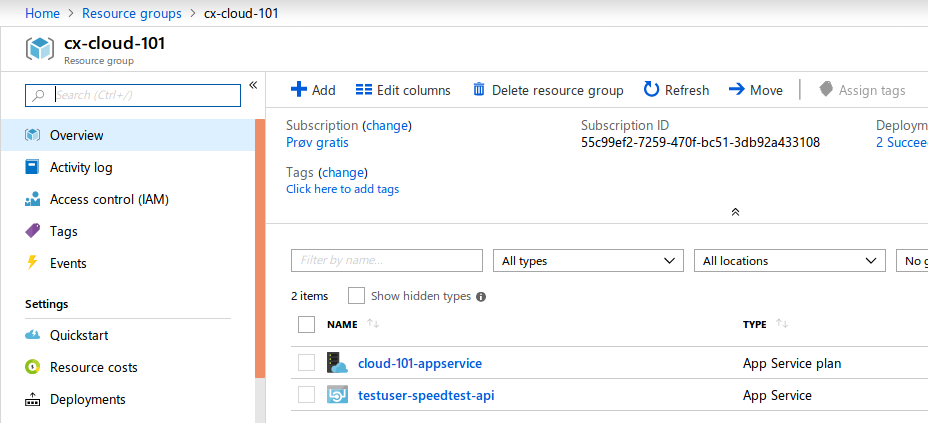 Home > Resource groups > cx-cloud-101
cx-cloud-101
Resource group
Search (Ctrl+/)
«
Overview
Activity log
Access control (IAM)
Tags
Events
Settings
Quickstart
Resource costs
Deployments
Add Edit columns Delete resource group Refresh Move Assign tags
Subscription (change) Subscription ID Deploym
Prøv gratis 55c99ef2-7259-470f-bc51-3db92a433108 2 Succee
Tags (change)
Click here to add tags
Filter by name... All types All locations No g
2 items Show hidden types
NAME TYPE
cloud-101-appservice App Service plan
testuser-speedtest-api App Service